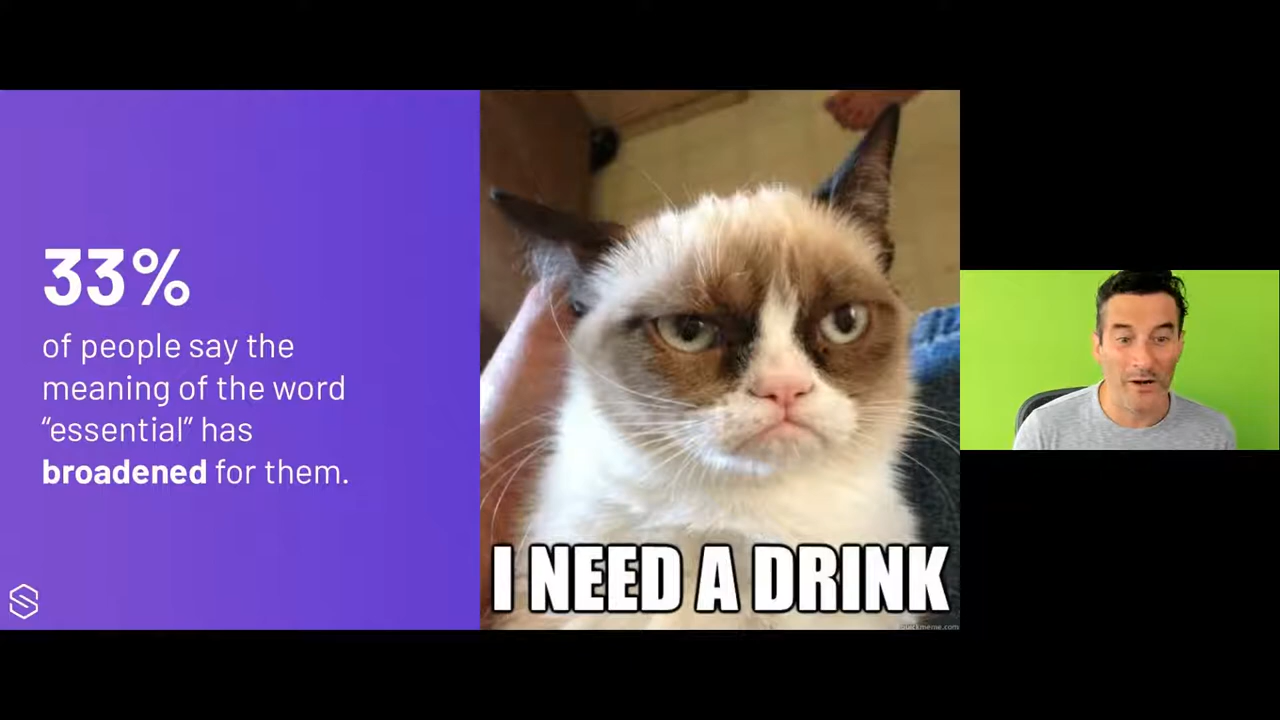 33%
of people say the
meaning of the word
“essential” has
broadened for them.
I NEED A DRINK